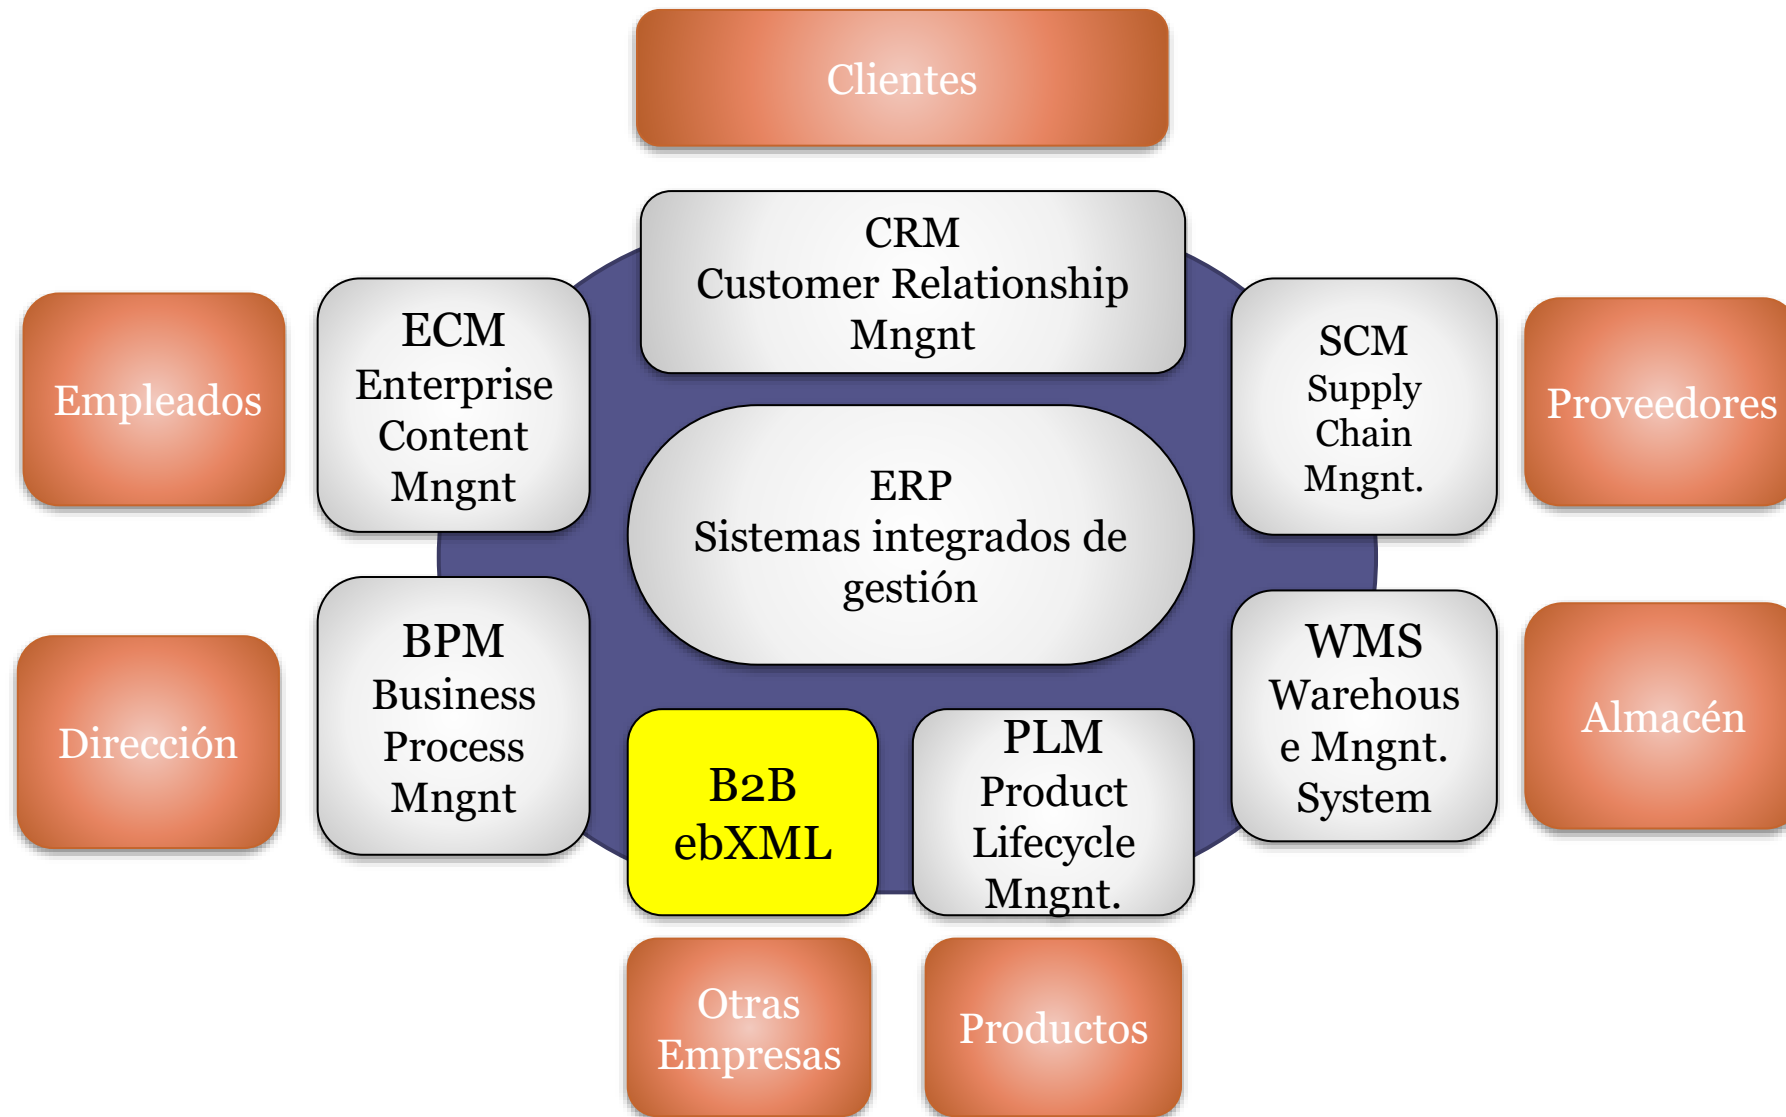 Clientes
CRM
Customer Relationship
Mngnt
ECM
Enterprise
Content
Mngnt
Empleados
SCM
Supply
Chain
Mngnt.
Proveedores
ERP
Sistemas integrados de
gestión
BPM
Business
Process
Mngnt
Dirección
WMS
Warehous
e Mngnt.
System
Almacén
B2B
ebXML
PLM
Product
Lifecycle
Mngnt.
Otras
Empresas
Productos